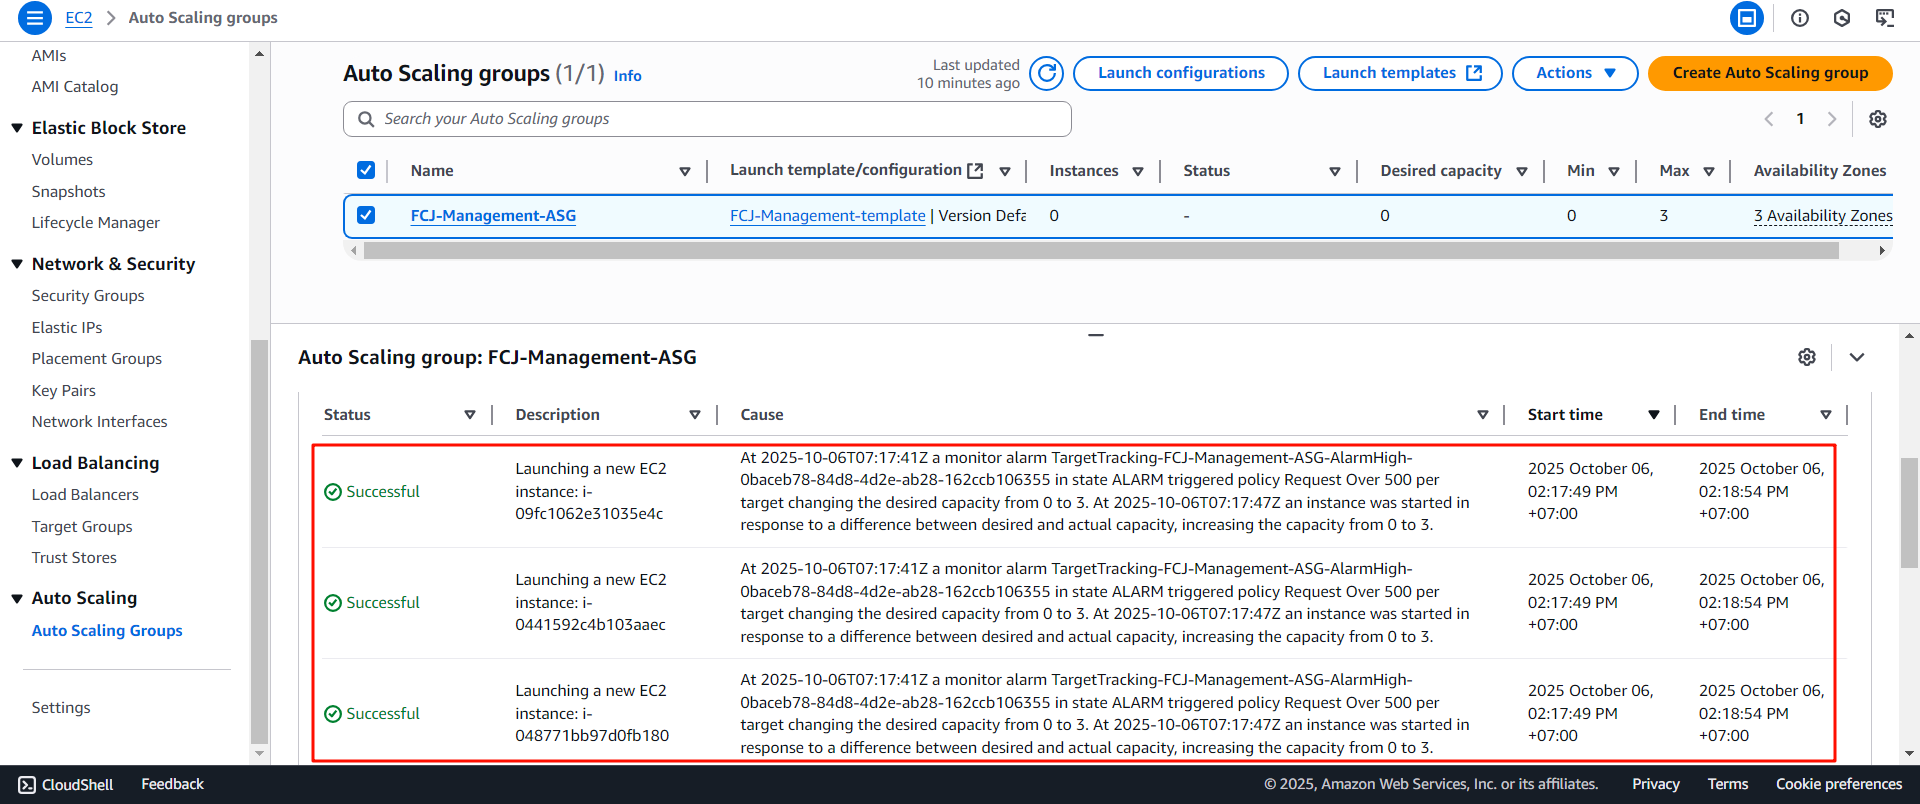 EC2 > Auto Scaling groups
AMIs
AMI Catalog
Elastic Block Store
Volumes
Snapshots
Lifecycle Manager
Network & Security
Security Groups
Elastic IPs
Placement Groups
Key Pairs
Network Interfaces
Load Balancing
Load Balancers
Target Groups
Trust Stores
Auto Scaling
Auto Scaling Groups
Settings
Auto Scaling groups (1/1) Info
Last updated
10 minutes ago
Launch configurations
Launch templates
Actions
Create Auto Scaling group
Search your Auto Scaling groups
1
Name Launch template/configuration Instances Status Desired capacity Min Max Availability Zones
FCJ-Management-ASG FCJ-Management-template | Version Defa 0 - 0 0 3 3 Availability Zones
Auto Scaling group: FCJ-Management-ASG
Status Description Cause Start time End time
Successful
Launching a new EC2
instance: i-
09fc1062e31035e4c
At 2025-10-06T07:17:41Z a monitor alarm TargetTracking-FCJ-Management-ASG-AlarmHigh-
0baceb78-84d8-4d2e-ab28-162ccb106355 in state ALARM triggered policy Request Over 500 per
target changing the desired capacity from 0 to 3. At 2025-10-06T07:17:47Z an instance was started in
response to a difference between desired and actual capacity, increasing the capacity from 0 to 3.
2025 October 06,
02:17:49 PM
+07:00
2025 October 06,
02:18:54 PM
+07:00
Successful
Launching a new EC2
instance: i-
0441592c4b103aaec
At 2025-10-06T07:17:41Z a monitor alarm TargetTracking-FCJ-Management-ASG-AlarmHigh-
0baceb78-84d8-4d2e-ab28-162ccb106355 in state ALARM triggered policy Request Over 500 per
target changing the desired capacity from 0 to 3. At 2025-10-06T07:17:47Z an instance was started in
response to a difference between desired and actual capacity, increasing the capacity from 0 to 3.
2025 October 06,
02:17:49 PM
+07:00
2025 October 06,
02:18:54 PM
+07:00
Successful
Launching a new EC2
instance: i-
048771bb97d0fb180
At 2025-10-06T07:17:41Z a monitor alarm TargetTracking-FCJ-Management-ASG-AlarmHigh-
0baceb78-84d8-4d2e-ab28-162ccb106355 in state ALARM triggered policy Request Over 500 per
target changing the desired capacity from 0 to 3. At 2025-10-06T07:17:47Z an instance was started in
response to a difference between desired and actual capacity, increasing the capacity from 0 to 3.
2025 October 06,
02:17:49 PM
+07:00
2025 October 06,
02:18:54 PM
+07:00
CloudShell Feedback © 2025, Amazon Web Services, Inc. or its affiliates. Privacy Terms Cookie preferences